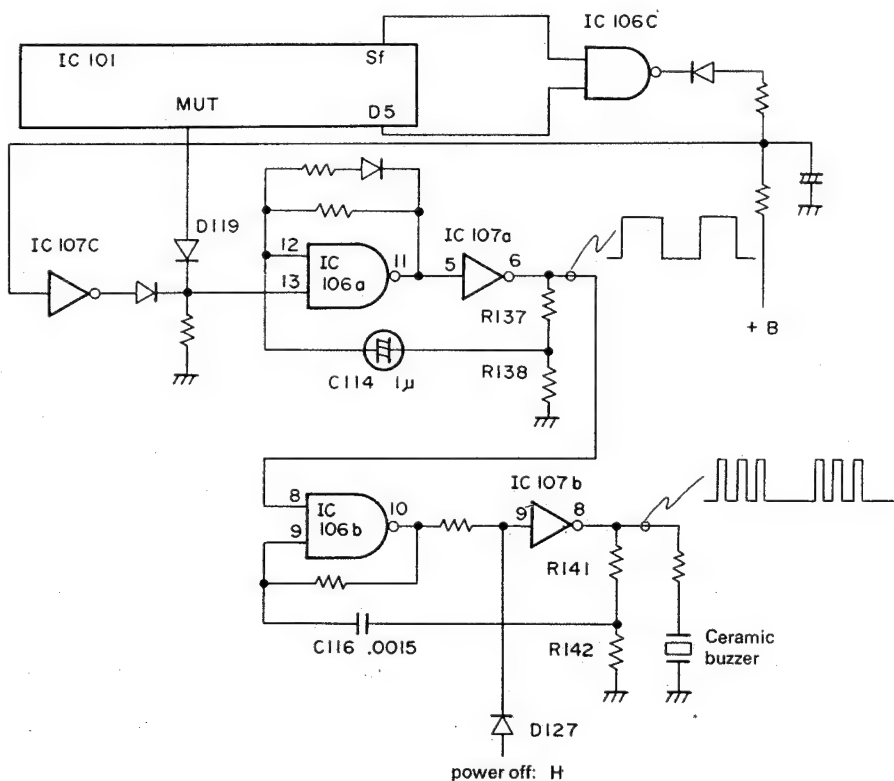 IC 106C
IC 101
Sf
MUT
D5
D119
IC 107C
12
13
IC
106a
11
IC 107a
5
6
R137
+ B
C114 1μ
R138
8
9
IC
106b
10
IC 107b
9
8
R141
C116 .0015
R142
Ceramic
buzzer
D127
power off: H